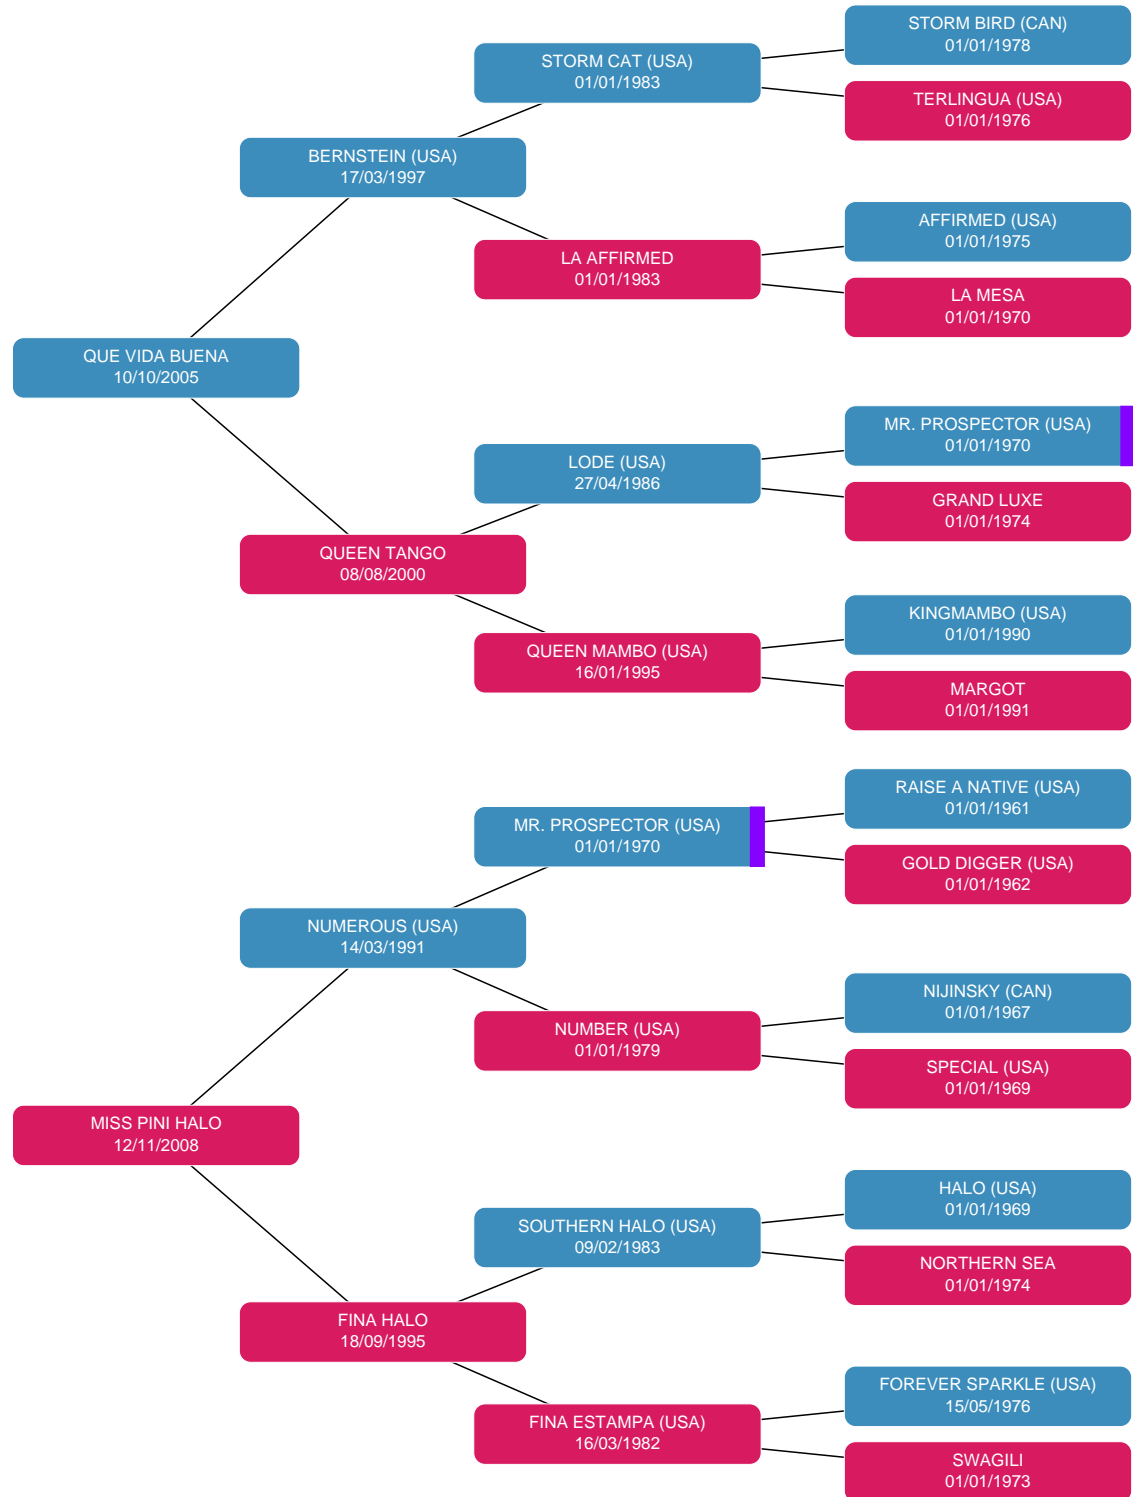 STORM BIRD (CAN)
01/01/1978
STORM CAT (USA)
01/01/1983
TERLINGUA (USA)
01/01/1976
BERNSTEIN (USA)
17/03/1997
AFFIRMED (USA)
01/01/1975
LA AFFIRMED
01/01/1983
LA MESA
01/01/1970
QUE VIDA BUENA
10/10/2005
MR. PROSPECTOR (USA)
01/01/1970
LODE (USA)
27/04/1986
GRAND LUXE
01/01/1974
QUEEN TANGO
08/08/2000
KINGMAMBO (USA)
01/01/1990
QUEEN MAMBO (USA)
16/01/1995
MARGOT
01/01/1991
RAISE A NATIVE (USA)
01/01/1961
MR. PROSPECTOR (USA)
01/01/1970
GOLD DIGGER (USA)
01/01/1962
NUMEROUS (USA)
14/03/1991
NIJINSKY (CAN)
01/01/1967
NUMBER (USA)
01/01/1979
SPECIAL (USA)
01/01/1969
MISS PINI HALO
12/11/2008
HALO (USA)
01/01/1969
SOUTHERN HALO (USA)
09/02/1983
NORTHERN SEA
01/01/1974
FINA HALO
18/09/1995
FOREVER SPARKLE (USA)
15/05/1976
FINA ESTAMPA (USA)
16/03/1982
SWAGILI
01/01/1973